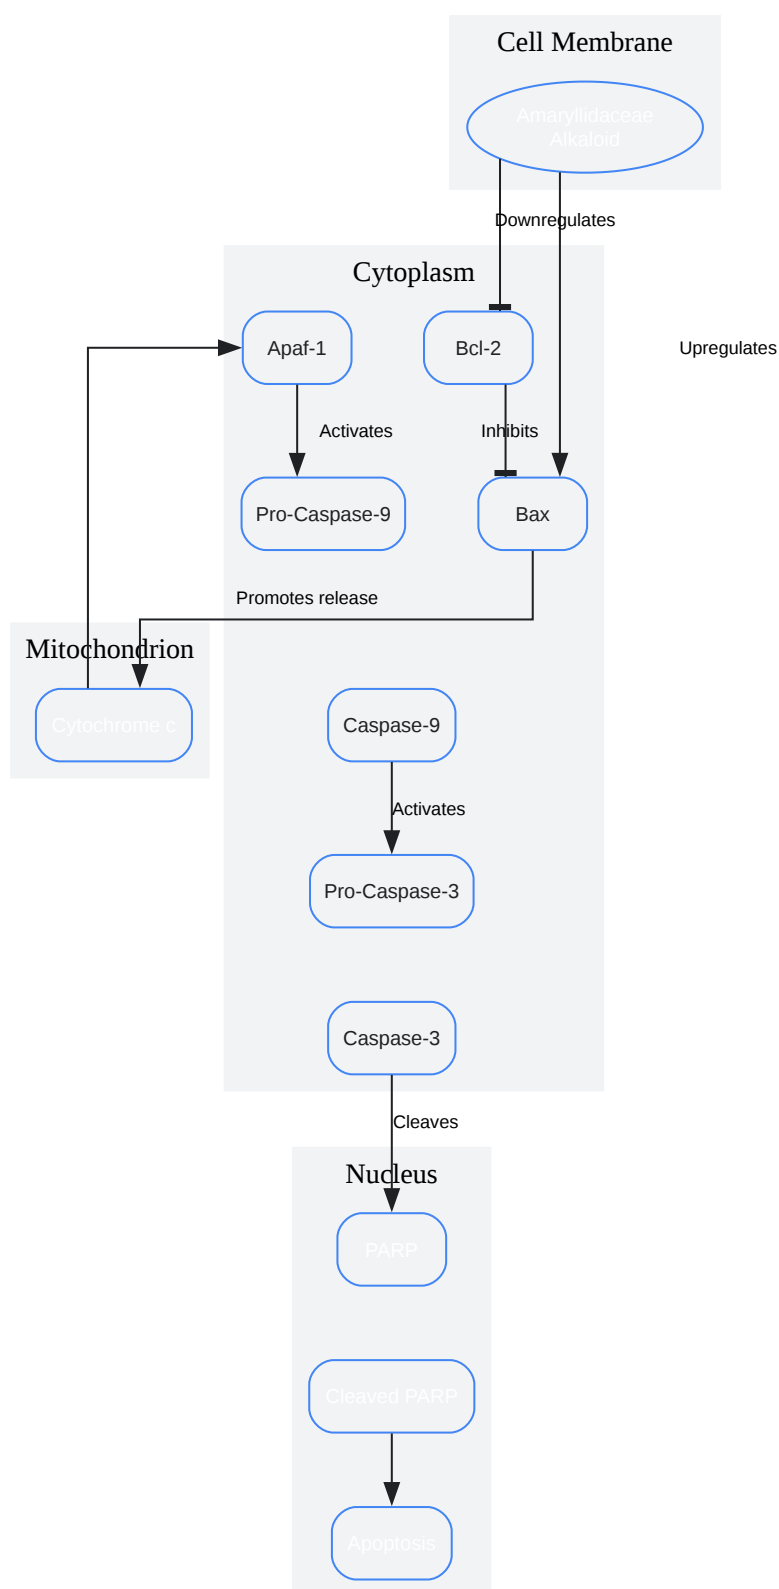 Cell Membrane
Amaryllidaceae
Alkaloid
Downregulates
Cytoplasm
Apaf-1
Bcl-2
Upregulates
Activates
Inhibits
Pro-Caspase-9
Bax
Promotes release
Mitochondrion
Cytochrome c
Caspase-9
Activates
Pro-Caspase-3
Caspase-3
Cleaves
Nucleus
PARP
Cleaved PARP
Apoptosis